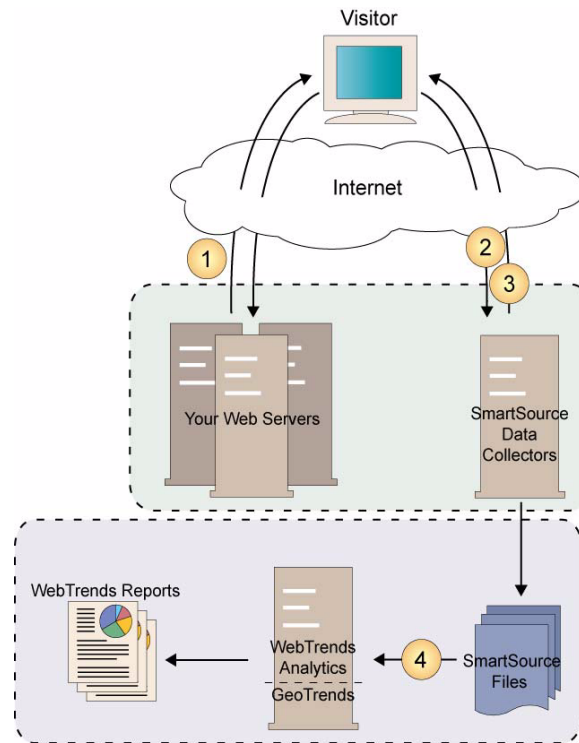 Visitor
Internet
1
2
3
Your Web Servers
SmartSource
Data
Collectors
WebTrends Reports
WebTrends
Analytics
GeoTrends
4
SmartSource
Files